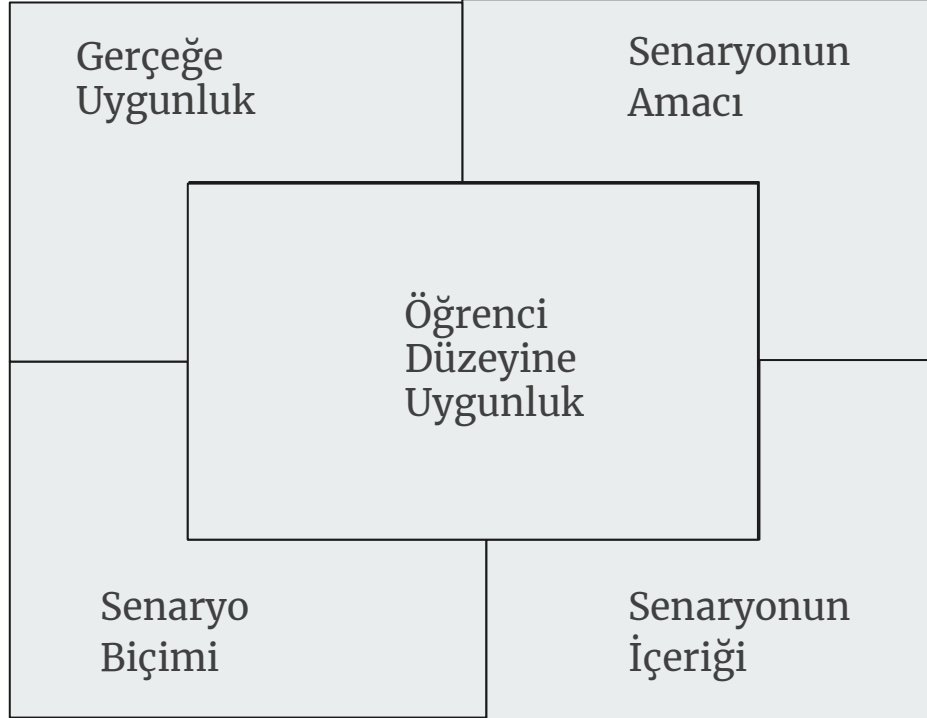 Gerçeğe
Uygunluk
Senaryonun
Amacı
Öğrenci
Düzeyine
Uygunluk
Senaryo
Biçimi
Senaryonun
İçeriği